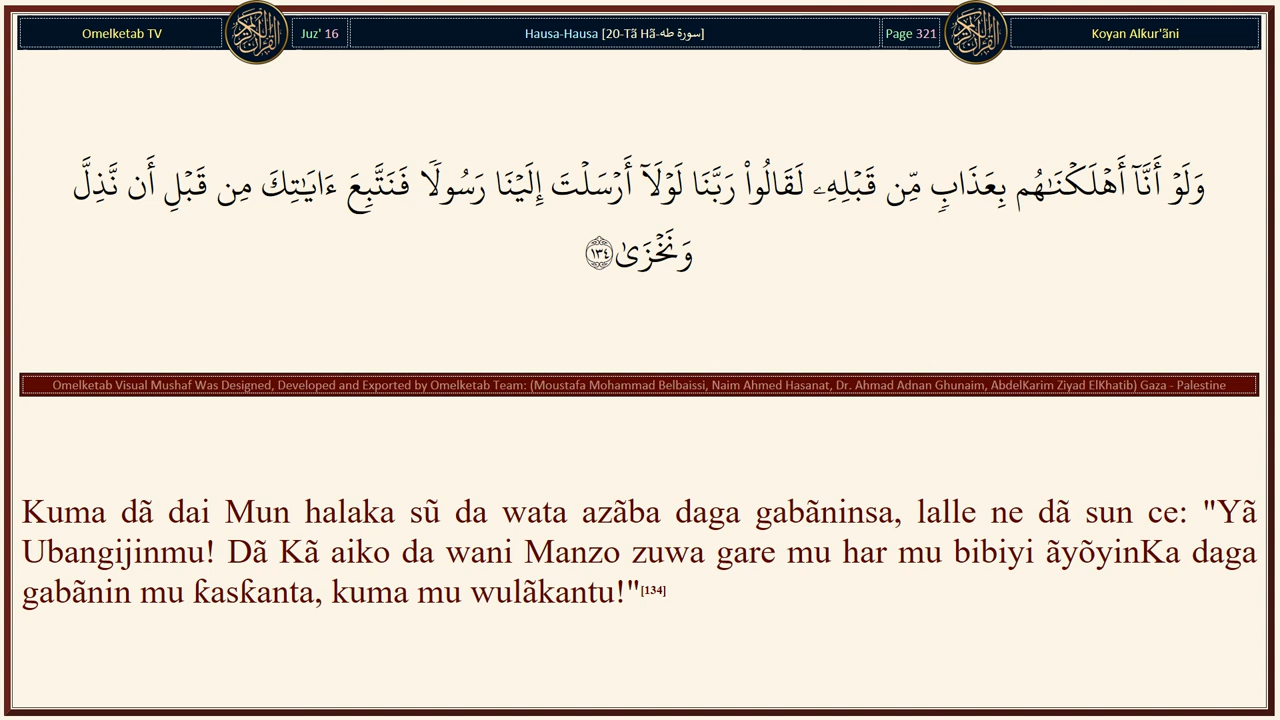 Omelketab TV
Juz' 16
Hausa-Hausa [20-Tã Hã-سورة طه]
Page 321
Koyan Alƙur'ãni
وَلَوۡ أَنَّآ أَهۡلَكۡنَٰهُم بِعَذَابٖ مِّن قَبۡلِهِۦ لَقَالُواْ رَبَّنَا لَوۡلَآ أَرۡسَلۡتَ إِلَيۡنَا رَسُولٗا فَنَتَّبِعَ ءَايَٰتِكَ مِن قَبۡلِ أَن نَّذِلَّ
وَنَخۡزَىٰ ١٣٤
Omelketab Visual Mushaf Was Designed, Developed and Exported by Omelketab Team: (Moustafa Mohammad Belbaissi, Naim Ahmed Hasanat, Dr. Ahmad Adnan Ghunaim, AbdelKarim Ziyad ElKhatib) Gaza - Palestine
Kuma dã dai Mun halaka sũ da wata azãba daga gabãninsa, lalle ne dã sun ce: "Yã
Ubangijinmu! Dã Kã aiko da wani Manzo zuwa gare mu har mu bibiyi ãyõyinKa daga
gabãnin mu ƙasƙanta, kuma mu wulãkantu!"[134]